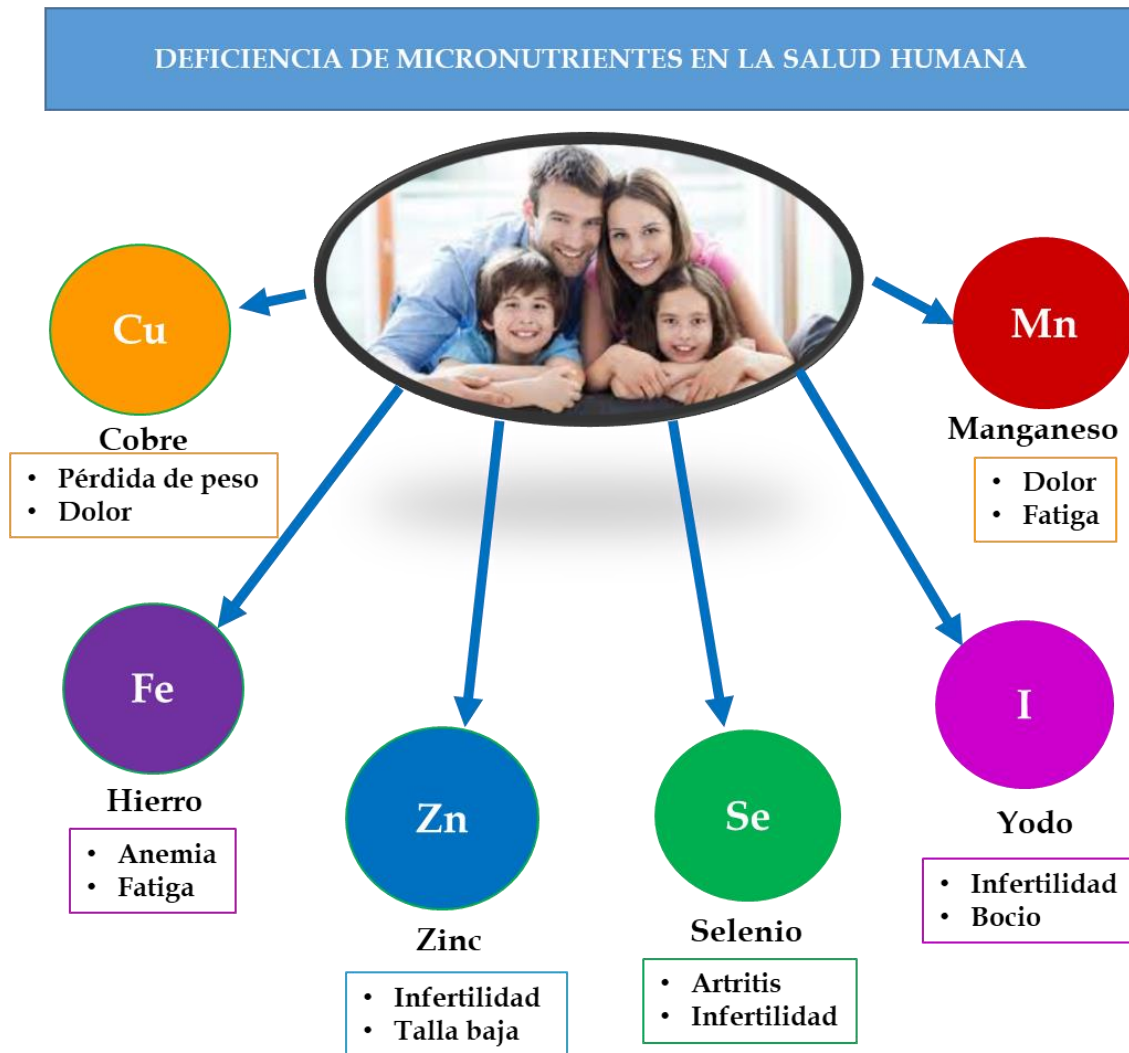 DEFICIENCIA DE MICRONUTRIENTES EN LA SALUD HUMANA
Cu
Cobre
• Pérdida de peso
• Dolor
Mn
Manganeso
• Dolor
• Fatiga
Fe
Hierro
• Anemia
• Fatiga
Zn
Zinc
• Infertilidad
• Talla baja
Se
Selenio
• Artritis
• Infertilidad
I
Yodo
• Infertilidad
• Bocio